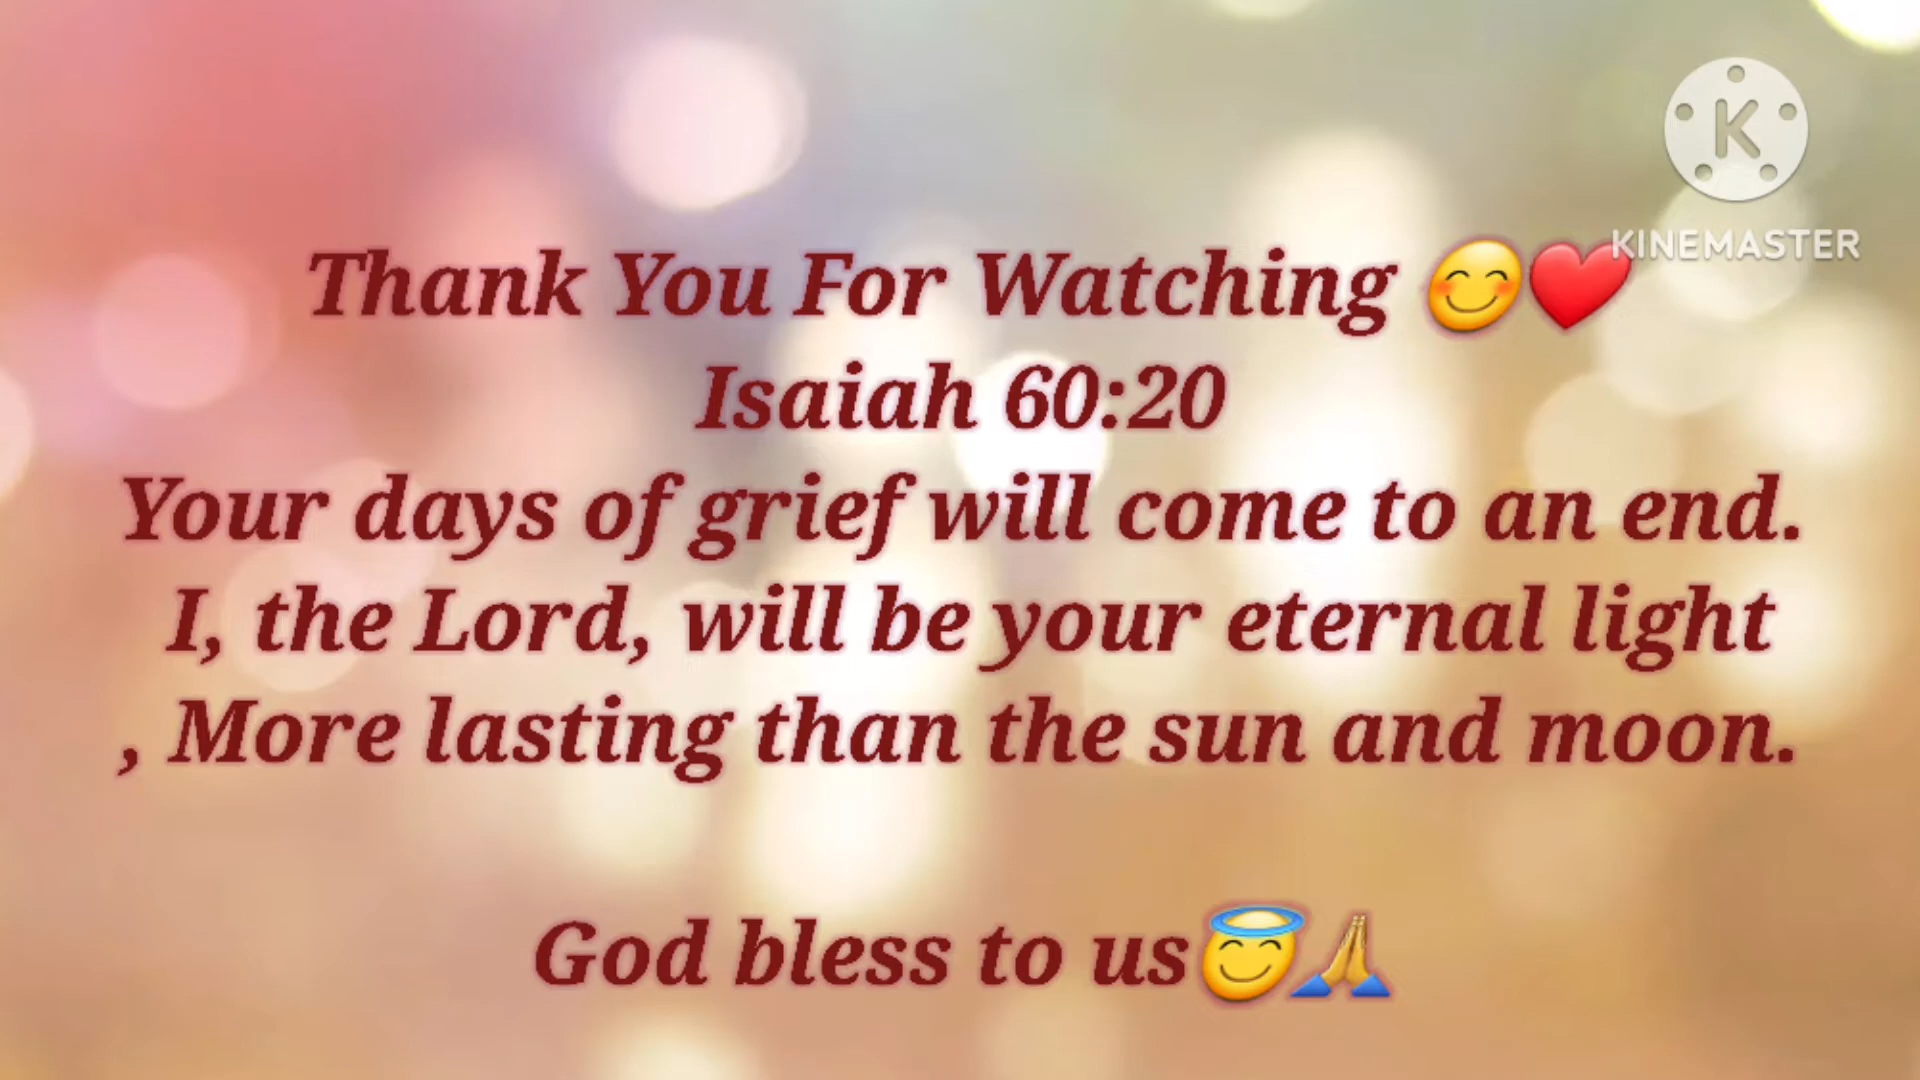 K
KINEMASTER
Thank You For Watching 😊❤️
Isaiah 60:20
Your days of grief will come to an end.
I, the Lord, will be your eternal light
, More lasting than the sun and moon.
God bless to us😇🙏